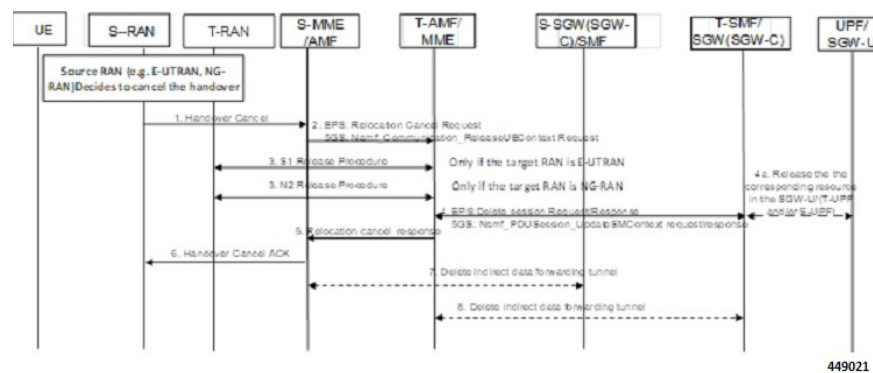 UE
S--RAN
T-RAN
S-MME
/AMF
T-AMF/
MME
S-SGW(SGW-
C)/SMF
T-SMF/
SGW(SGW-C)
UPF/
SGW-U
Source RAN (e.g. E-UTRAN, NG-
RAN)Decides to cancel the handover
1. Handover Cancel
2. EPS: Relocation Cancel Request
5GS: Namf_Communication_ReleaseUEContext Request
3. S1 Release Procedure
Only if the target RAN is E-UTRAN
3. N2 Release Procedure
Only if the target RAN is NG-RAN
4a. Release the the
corresponding resource
in the SGW-U/(T-UPF
and/or S-UPF)
4. EPS:Delete session Request/Response
5GS: Nsmf_PDUSession_UpdateSMContext request/response
5. Relocation cancel response
6. Handover Cancel ACK
7. Delete indirect data forwarding tunnel
8. Delete indirect data forwarding tunnel
449021